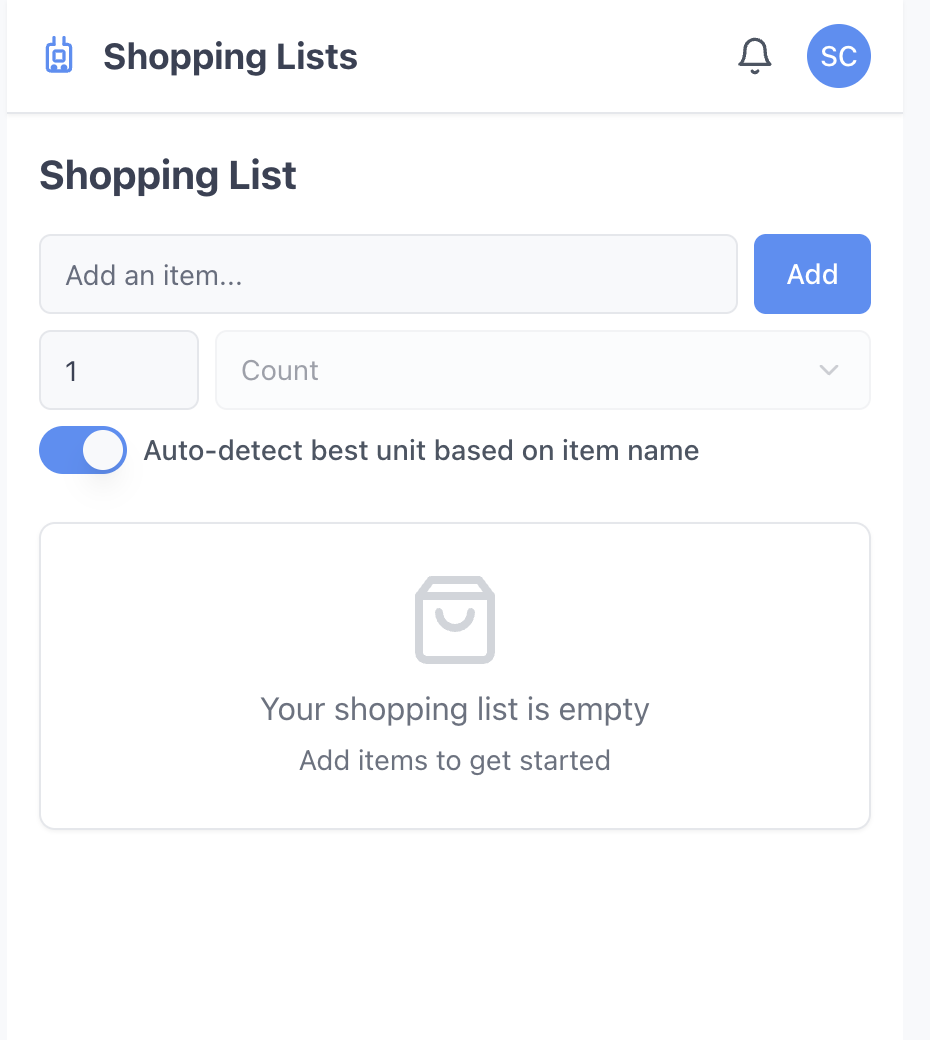 Shopping Lists
SC
Shopping List
Add an item...
Add
1
Count
Auto-detect best unit based on item name
Your shopping list is empty
Add items to get started